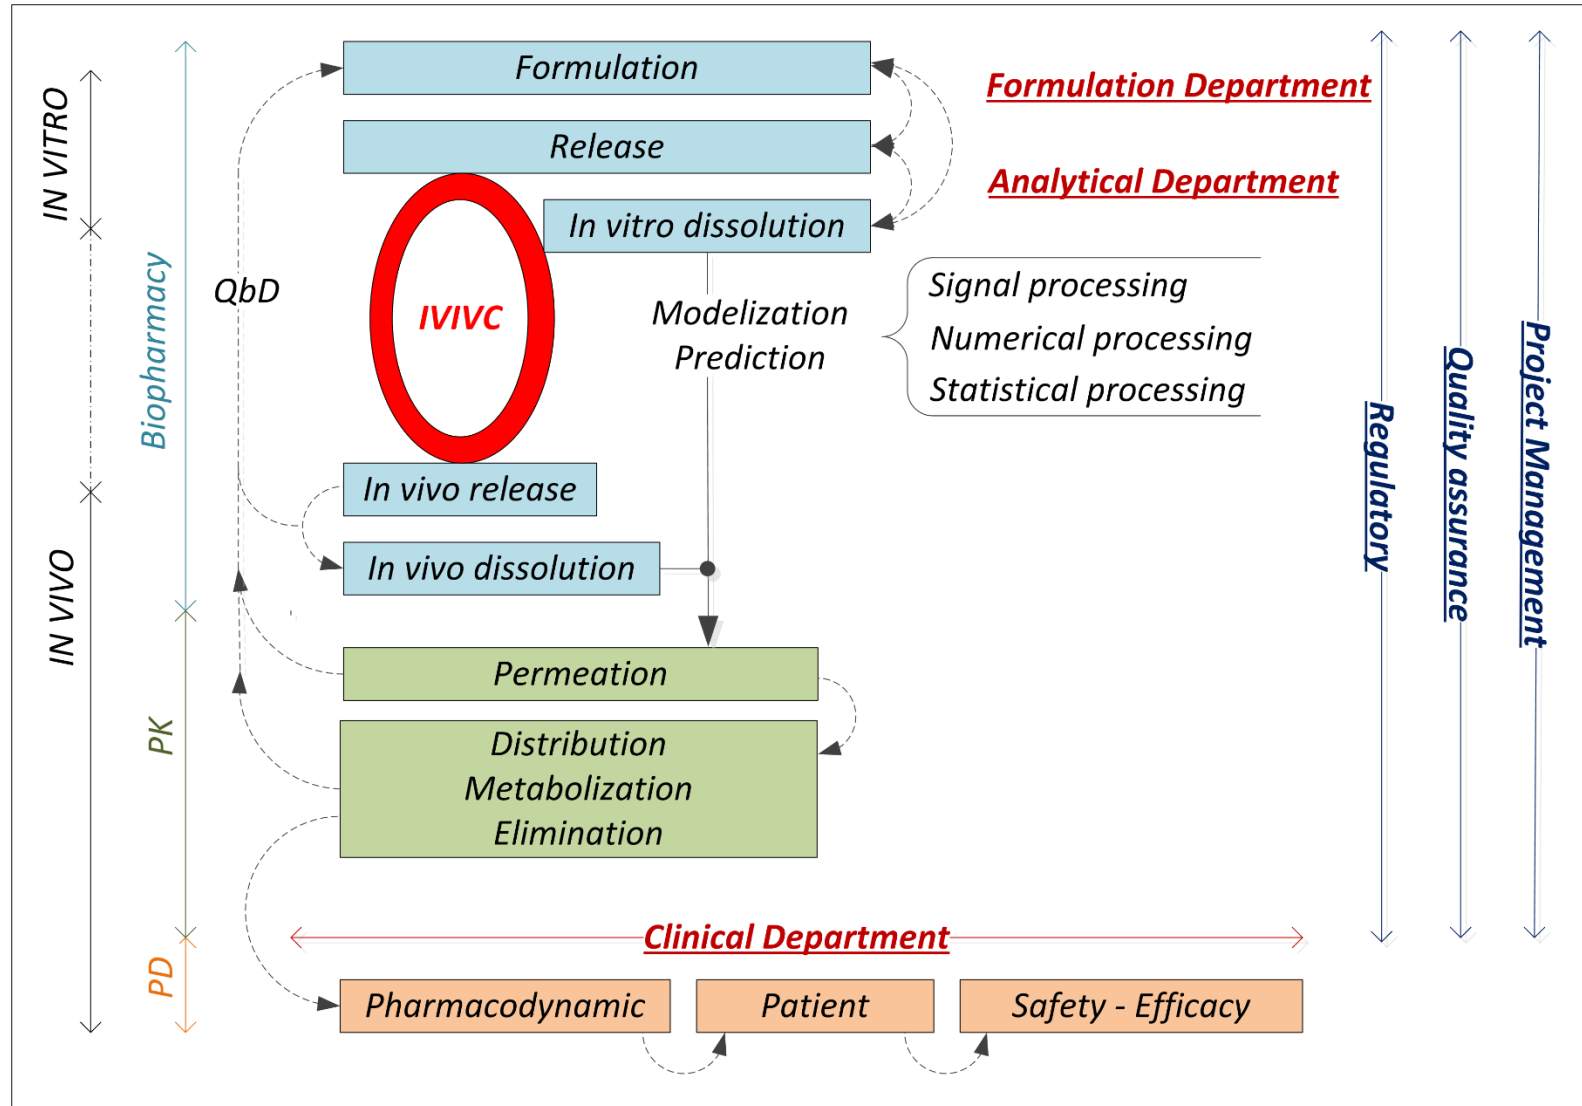 Formulation
Formulation Department
Release
Analytical Department
In vitro dissolution
IN VITRO
Biopharmacy
QbD
IVIVC
Modelization
Prediction
Signal processing
Numerical processing
Statistical processing
Regulatory
Quality assurance
Project Management
In vivo release
In vivo dissolution
IN VIVO
Permeation
PK
Distribution
Metabolization
Elimination
Clinical Department
PD
Pharmacodynamic
Patient
Safety - Efficacy